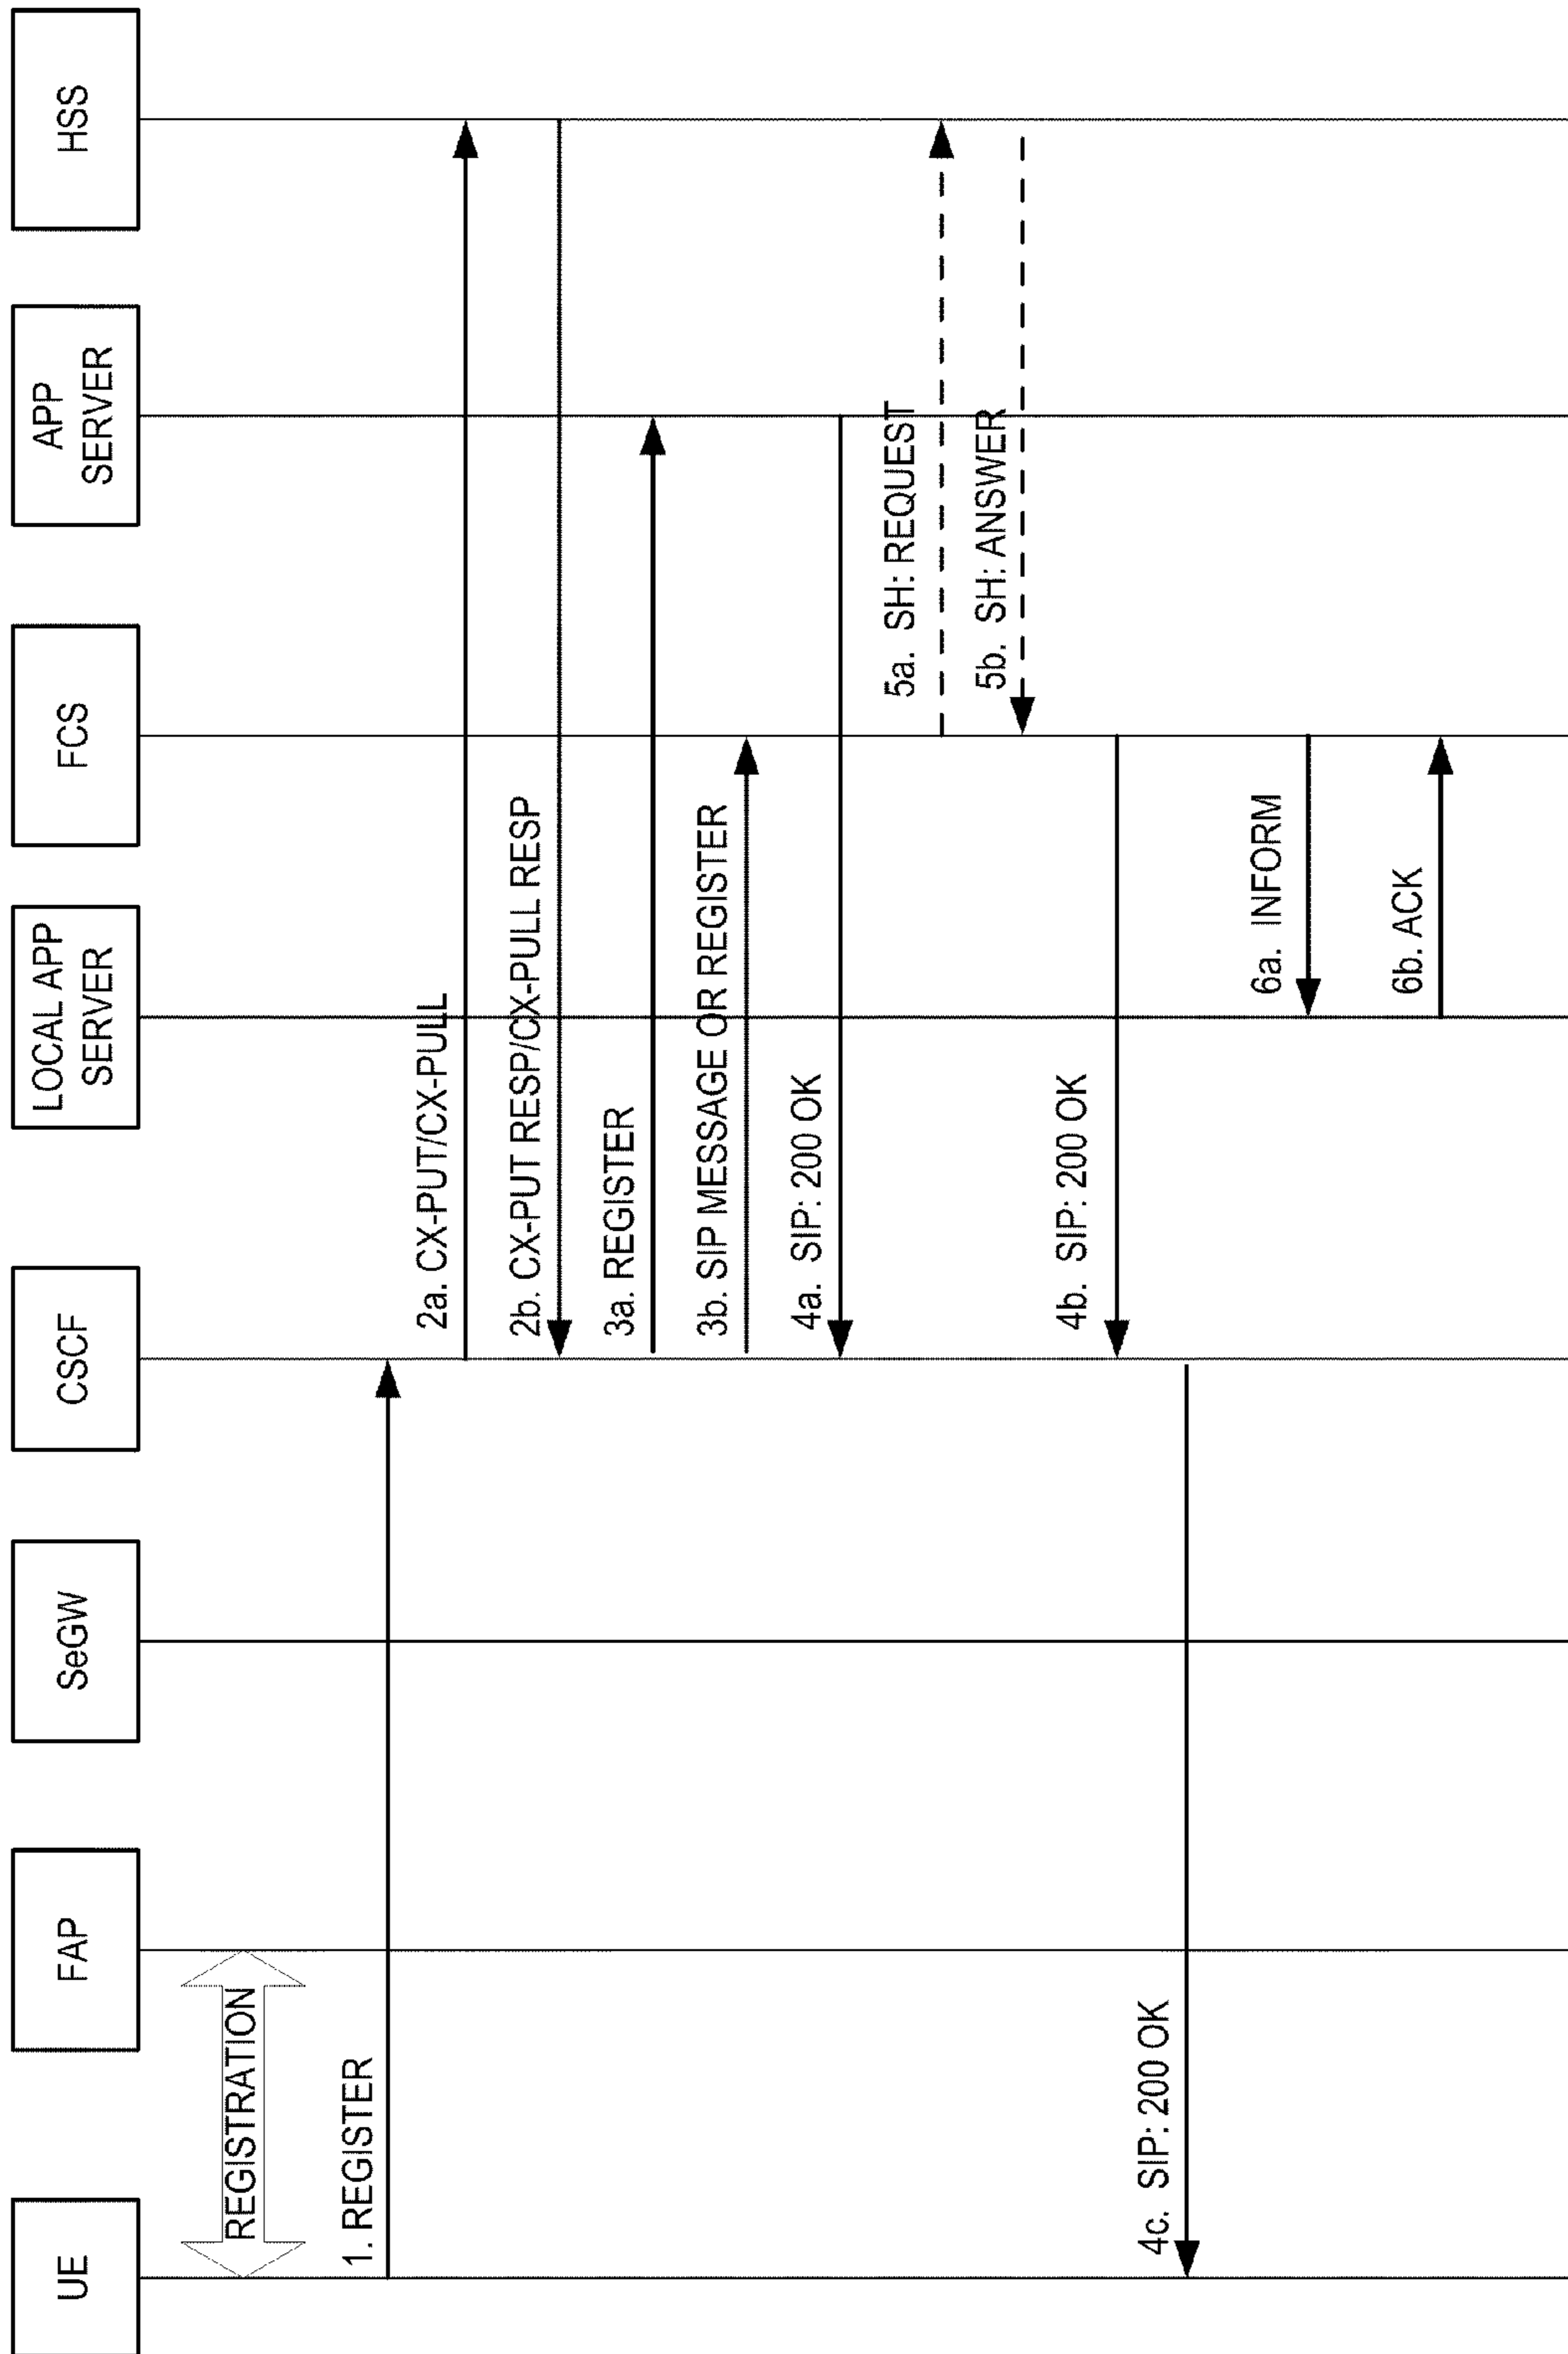 UE
FAP
SeGW
CSCF
LOCAL APP
SERVER
FCS
APP
SERVER
HSS
REGISTRATION
1. REGISTER
2a. CX-PUT/CX-PULL
2b. CX-PUT RESP/CX-PULL RESP
3a. REGISTER
3b. SIP MESSAGE OR REGISTER
4a. SIP: 200 OK
5a. SH: REQUEST
5b. SH: ANSWER
4b. SIP: 200 OK
4c. SIP: 200 OK
6a. INFORM
6b. ACK